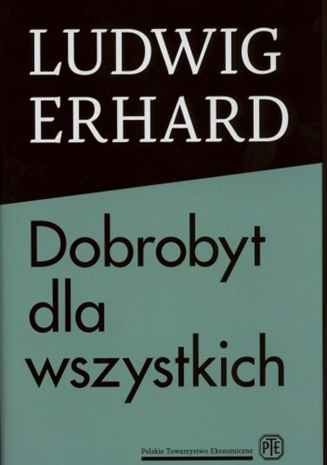 LUDWIG
ERHARD
Dobrobyt
dla
wszystkich
Polskie Towarzystwo Ekonomiczne
PTE